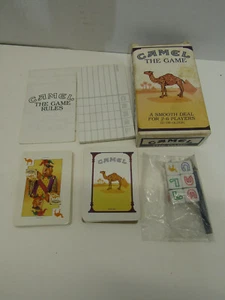 CAMEL
THE GAME
RULES
CAMEL
THE GAME
A SMOOTH DEAL
FOR 2-6 PLAYERS
CAMEL